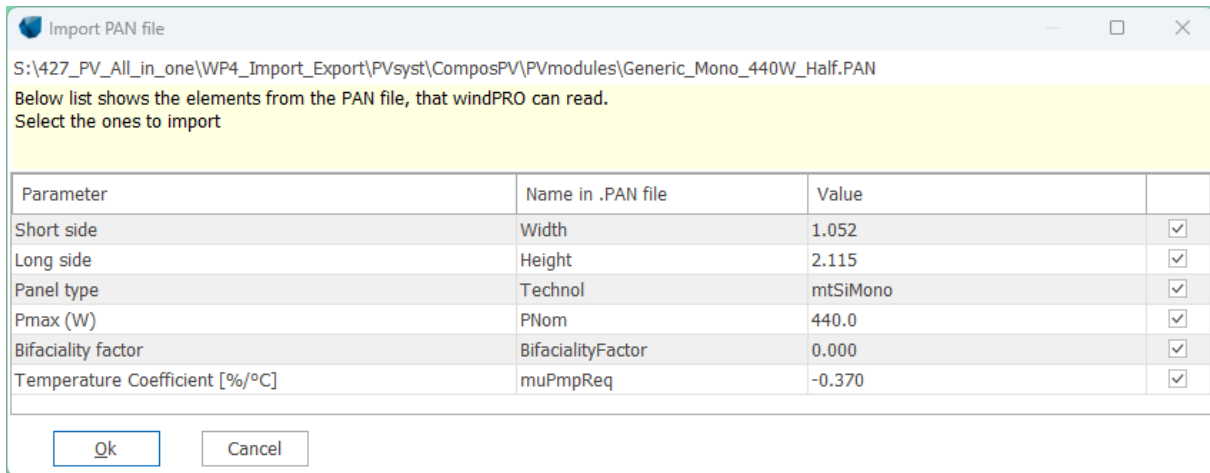 Import PAN file
S:\427_PV_All_in_one\WP4_Import_Export\PVsyst\ComposPV\PVmodules\Generic_Mono_440W_Half.PAN
Below list shows the elements from the PAN file, that windPRO can read.
Select the ones to import
Parameter Name in .PAN file Value
Short side Width 1.052
Long side Height 2.115
Panel type Technol mtSiMono
Pmax (W) PNom 440.0
Bifaciality factor BifacialityFactor 0.000
Temperature Coefficient [%/°C] muPmpReq -0.370
Ok Cancel